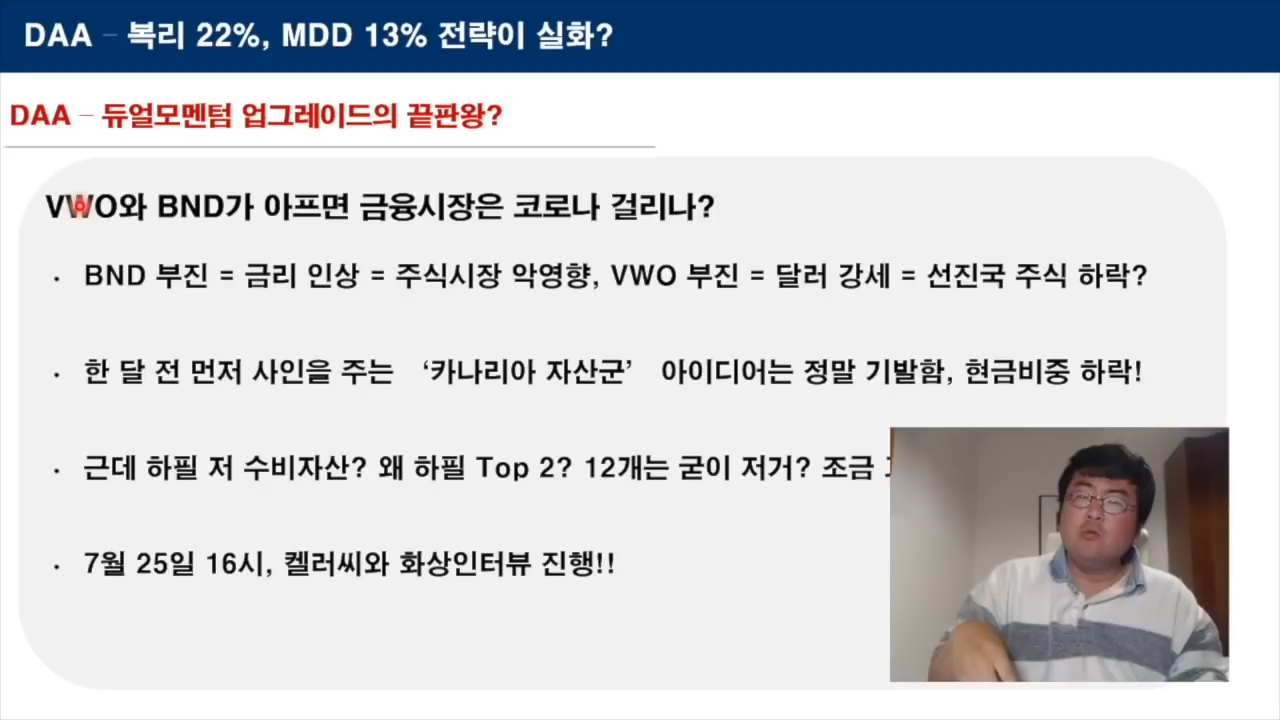 DAA – 복리 22%, MDD 13% 전략이 실화?
DAA – 듀얼모멘텀 업그레이드의 끝판왕?
VWO와 BND가 아프면 금융시장은 코로나 걸리나?
· BND 부진 = 금리 인상 = 주식시장 악영향, VWO 부진 = 달러 강세 = 선진국 주식 하락?
· 한 달 전 먼저 사인을 주는 ‘카나리아 자산군’ 아이디어는 정말 기발함, 현금비중 하락!
· 근데 하필 저 수비자산? 왜 하필 Top 2? 12개는 굳이 저거? 조금
· 7월 25일 16시, 켈러씨와 화상인터뷰 진행!!